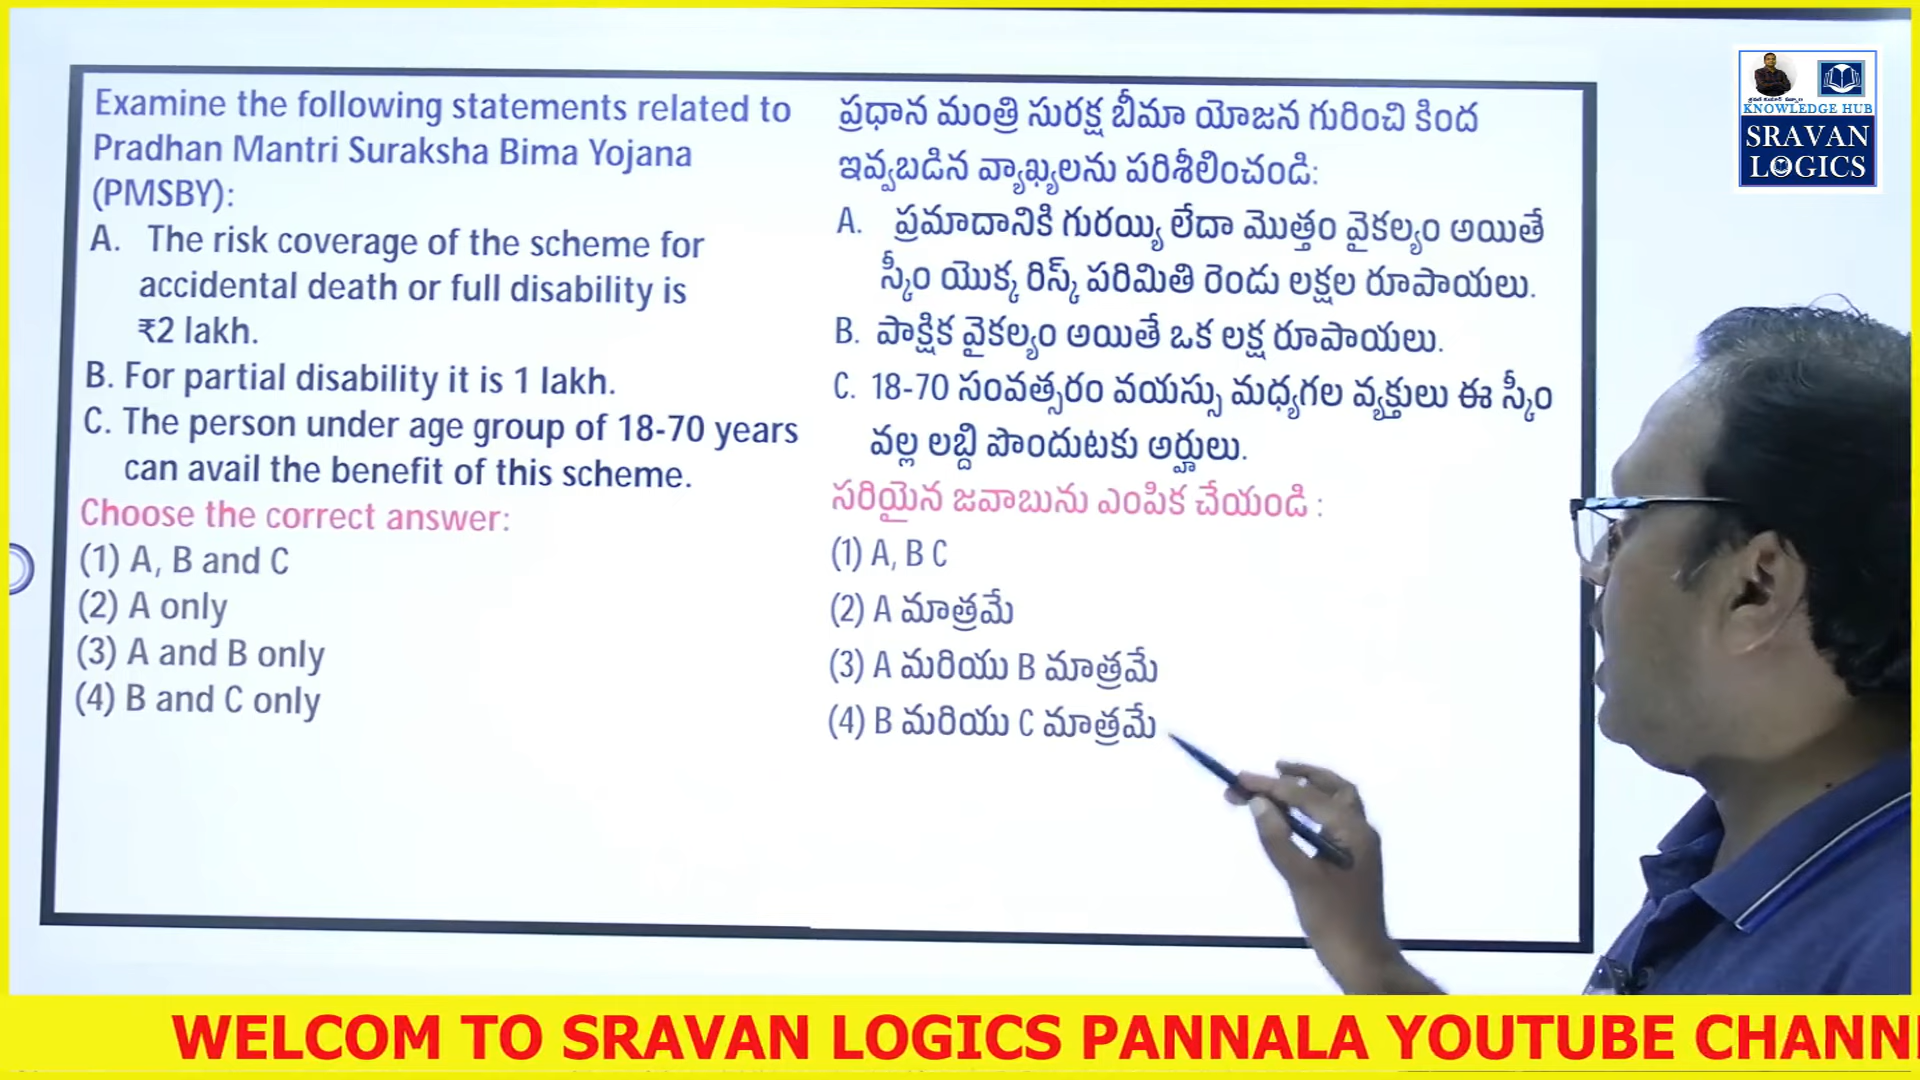 Examine the following statements related to
Pradhan Mantri Suraksha Bima Yojana
(PMSBY):
A. The risk coverage of the scheme for
accidental death or full disability is
₹2 lakh.
B. For partial disability it is 1 lakh.
C. The person under age group of 18-70 years
can avail the benefit of this scheme.
Choose the correct answer:
(1) A, B and C
(2) A only
(3) A and B only
(4) B and C only
ప్రధాన మంత్రి సురక్ష బీమా యోజన గురించి కింద
ఇవ్వబడిన వ్యాఖ్యలను పరిశీలించండి:
A. ప్రమాదానికి గురయ్యి లేదా మొత్తం వైకల్యం అయితే
స్కీం యొక్క రిస్క్ పరిమితి రెండు లక్షల రూపాయలు.
B. పాక్షిక వైకల్యం అయితే ఒక లక్ష రూపాయలు.
C. 18-70 సంవత్సరం వయస్సు మధ్యగల వ్యక్తులు ఈ స్కీం
వల్ల లబ్ది పొందుటకు అర్హులు.
సరియైన జవాబును ఎంపిక చేయండి :
(1) A, B C
(2) A మాత్రమే
(3) A మరియు B మాత్రమే
(4) B మరియు C మాత్రమే
KNOWLEDGE HUB
SRAVAN
LOGICS
WELCOM TO SRAVAN LOGICS PANNALA YOUTUBE CHANN